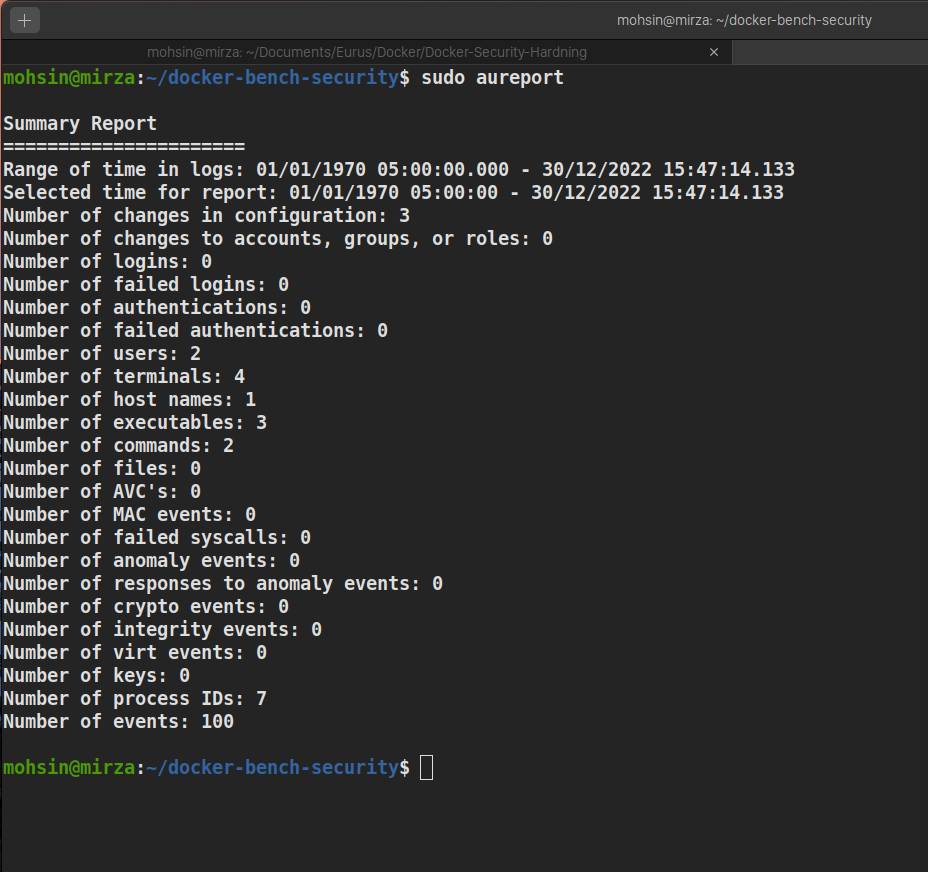 mohsin@mirza: ~/docker-bench-security
mohsin@mirza: ~/Documents/Eurus/Docker/Docker-Security-Hardning
mohsin@mirza:~/docker-bench-security$ sudo aureport
Summary Report
======================
Range of time in logs: 01/01/1970 05:00:00.000 - 30/12/2022 15:47:14.133
Selected time for report: 01/01/1970 05:00:00 - 30/12/2022 15:47:14.133
Number of changes in configuration: 3
Number of changes to accounts, groups, or roles: 0
Number of logins: 0
Number of failed logins: 0
Number of authentications: 0
Number of failed authentications: 0
Number of users: 2
Number of terminals: 4
Number of host names: 1
Number of executables: 3
Number of commands: 2
Number of files: 0
Number of AVC's: 0
Number of MAC events: 0
Number of failed syscalls: 0
Number of anomaly events: 0
Number of responses to anomaly events: 0
Number of crypto events: 0
Number of integrity events: 0
Number of virt events: 0
Number of keys: 0
Number of process IDs: 7
Number of events: 100
mohsin@mirza:~/docker-bench-security$